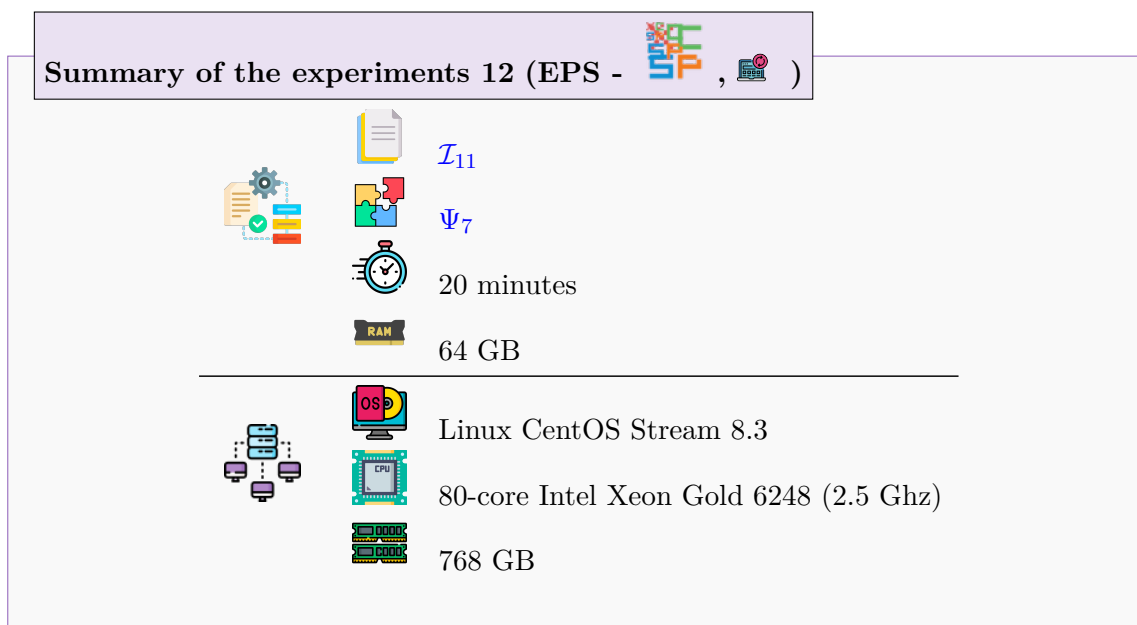 Summary of the experiments 12 (EPS - XCSP, )
I₁₁
Ψ₇
20 minutes
RAM
64 GB
OS
Linux CentOS Stream 8.3
CPU
80-core Intel Xeon Gold 6248 (2.5 Ghz)
768 GB